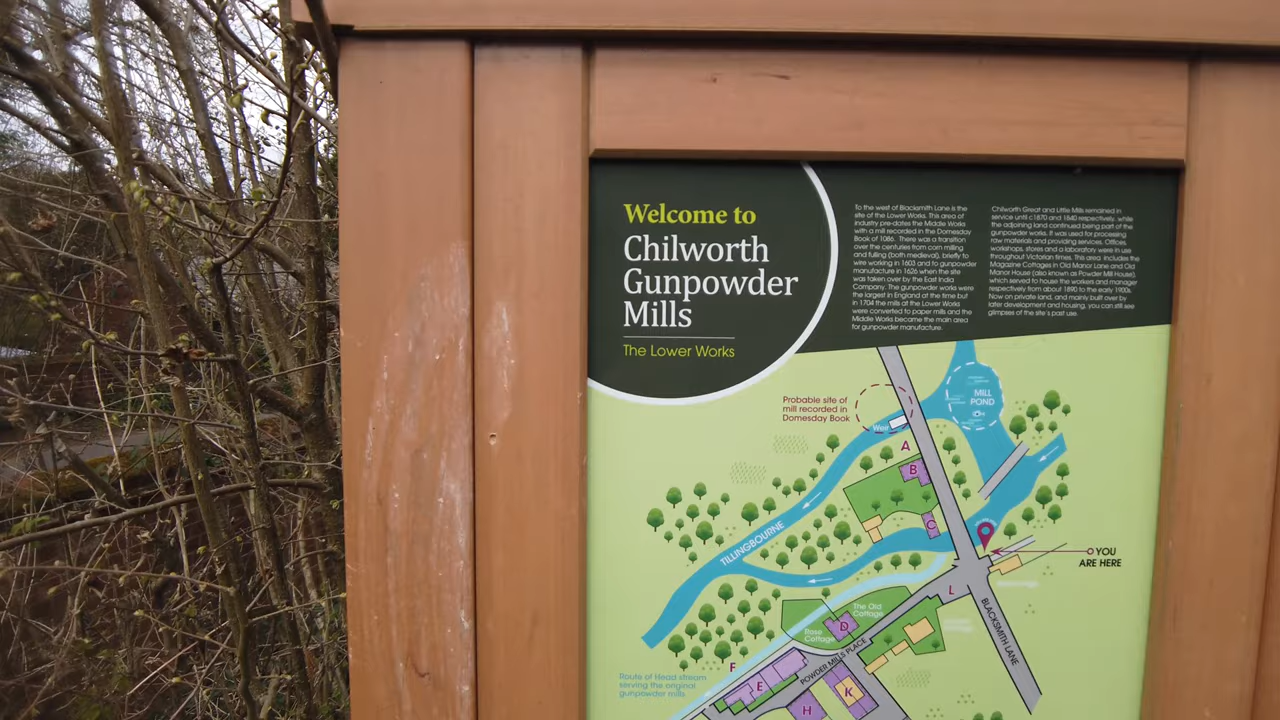 Welcome to
Chilworth
Gunpowder
Mills
The Lower Works
To the west of Blacksmith Lane is the
site of the Lower Works. This area of
industry pre-dates the Middle Works
with a mill recorded in the Domesday
Book of 1086. There was a transition
over the centuries from corn milling
and fulling (both medieval), briefly to
wire working in 1603 and to gunpowder
manufacture in 1626 when the site
was taken over by the East India
Company. The gunpowder works were
the largest in England at the time but
in 1704 the mills at the Lower Works
were converted to paper mills and the
Middle Works became the main area
for gunpowder manufacture.
Chilworth Great and Little Mills remained in
service until c1870 and 1840 respectively, while
the adjoining land continued being part of the
gunpowder works. It was used for processing
raw materials and providing services. Offices,
workshops, stores and a laboratory were in use
throughout Victorian times. This area includes the
Magazine Cottages in Old Manor Lane and Old
Manor House (also known as Powder Mill House),
which served to house the workers and manager
respectively from about 1890 to the early 1900s.
Now on private land, and mainly built over by
later development and housing, you can still see
glimpses of the site's past use.
Probable site of
mill recorded in
Domesday Book
MILL
POND
Weir
A
B
C
TILLINGBOURNE
YOU
ARE HERE
L
BLACKSMITH LANE
The Old
Cottage
Rose
Cottage
D
POWDER MILLS PLACE
F
E
K
H
Route of Head stream
serving the original
gunpowder mills